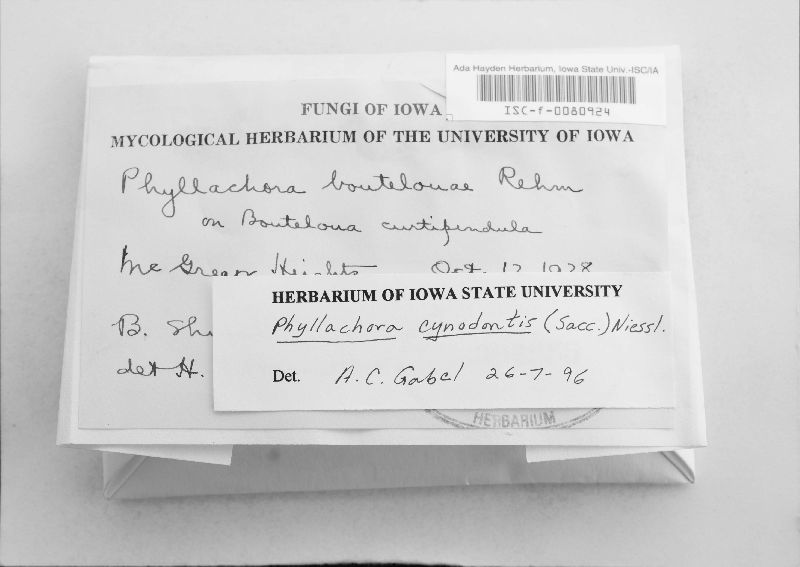 Ada Hayden Herbarium, Iowa State Univ.-ISC/IA
ISC-f-0080924
FUNGI OF IOWA
MYCOLOGICAL HERBARIUM OF THE UNIVERSITY OF IOWA
Phyllachora boutelouae Rehm
on Bouteloua curtipendula
McGregor Heights Oct. 12 1928
B. Sh
det H.
HERBARIUM OF IOWA STATE UNIVERSITY
Phyllachora cynodontis (Sacc.) Niessl.
Det. A. C. Gabel 26-7-96
HERBARIUM